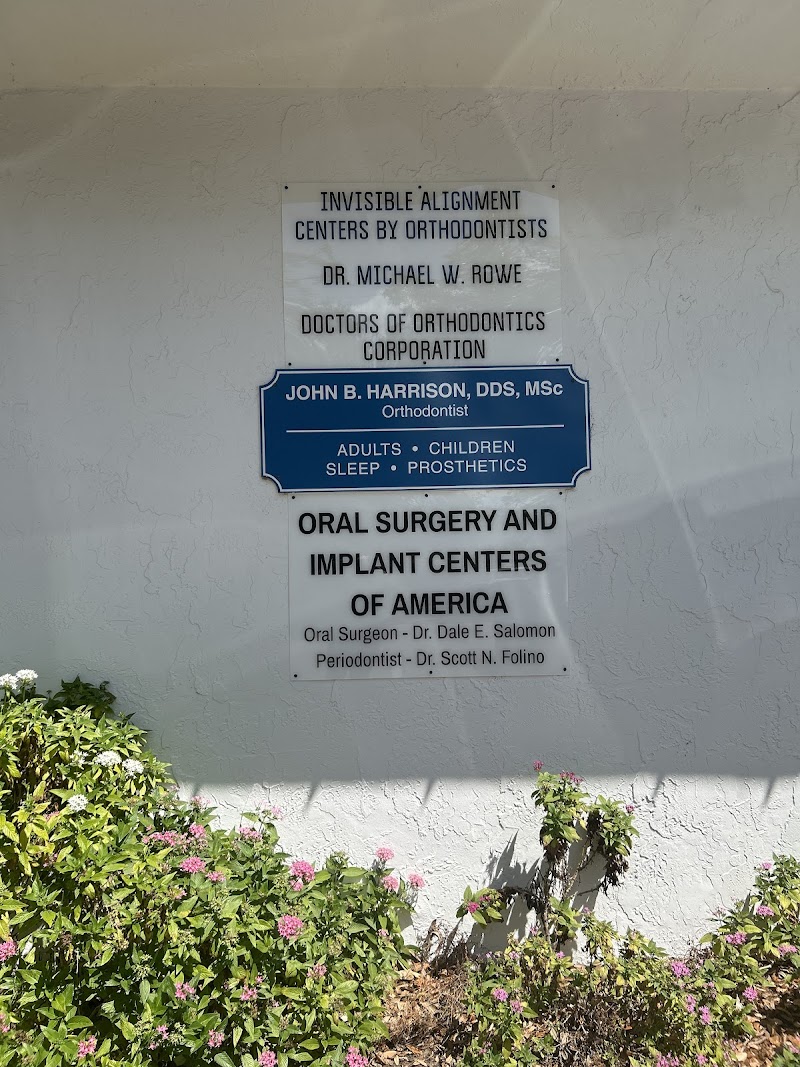 INVISIBLE ALIGNMENT
CENTERS BY ORTHODONTISTS
DR. MICHAEL W. ROWE
DOCTORS OF ORTHODONTICS
CORPORATION
JOHN B. HARRISON, DDS, MSc
Orthodontist
ADULTS • CHILDREN
SLEEP • PROSTHETICS
ORAL SURGERY AND
IMPLANT CENTERS
OF AMERICA
Oral Surgeon - Dr. Dale E. Salomon
Periodontist - Dr. Scott N. Folino